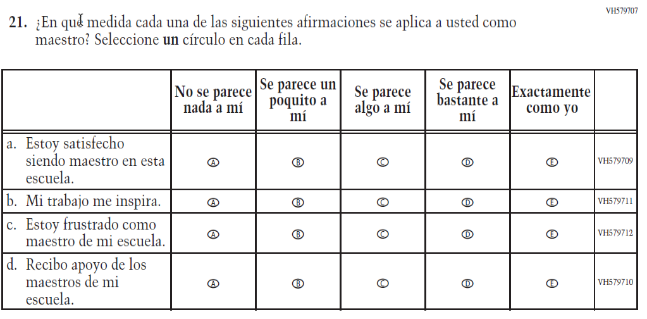 VH579707
21. ¿En qué medida cada una de las siguientes afirmaciones se aplica a usted como
maestro? Seleccione un círculo en cada fila.
No se parece
nada a mí
Se parece un
poquito a
mí
Se parece
algo a mí
Se parece
bastante a
mí
Exactamente
como yo
a. Estoy satisfecho
siendo maestro en esta
escuela.
A B C D E VH579709
b. Mi trabajo me inspira. A B C D E VH579711
c. Estoy frustrado como
maestro de mi escuela.
A B C D E VH579712
d. Recibo apoyo de los
maestros de mi
escuela.
A B C D E VH579710